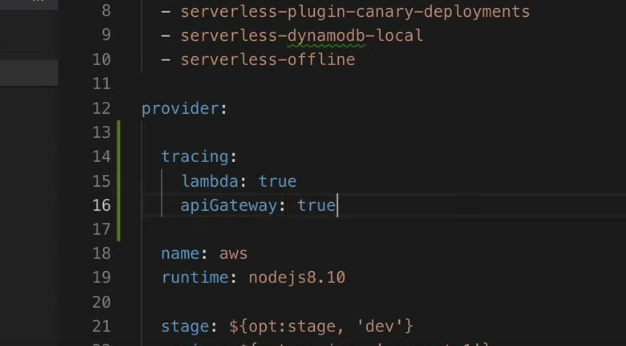 8 - serverless-plugin-canary-deployments
9 - serverless-dynamodb-local
10 - serverless-offline
11
12 provider:
13
14 tracing:
15 lambda: true
16 apiGateway: true
17
18 name: aws
19 runtime: nodejs8.10
20
21 stage: ${opt:stage, 'dev'}